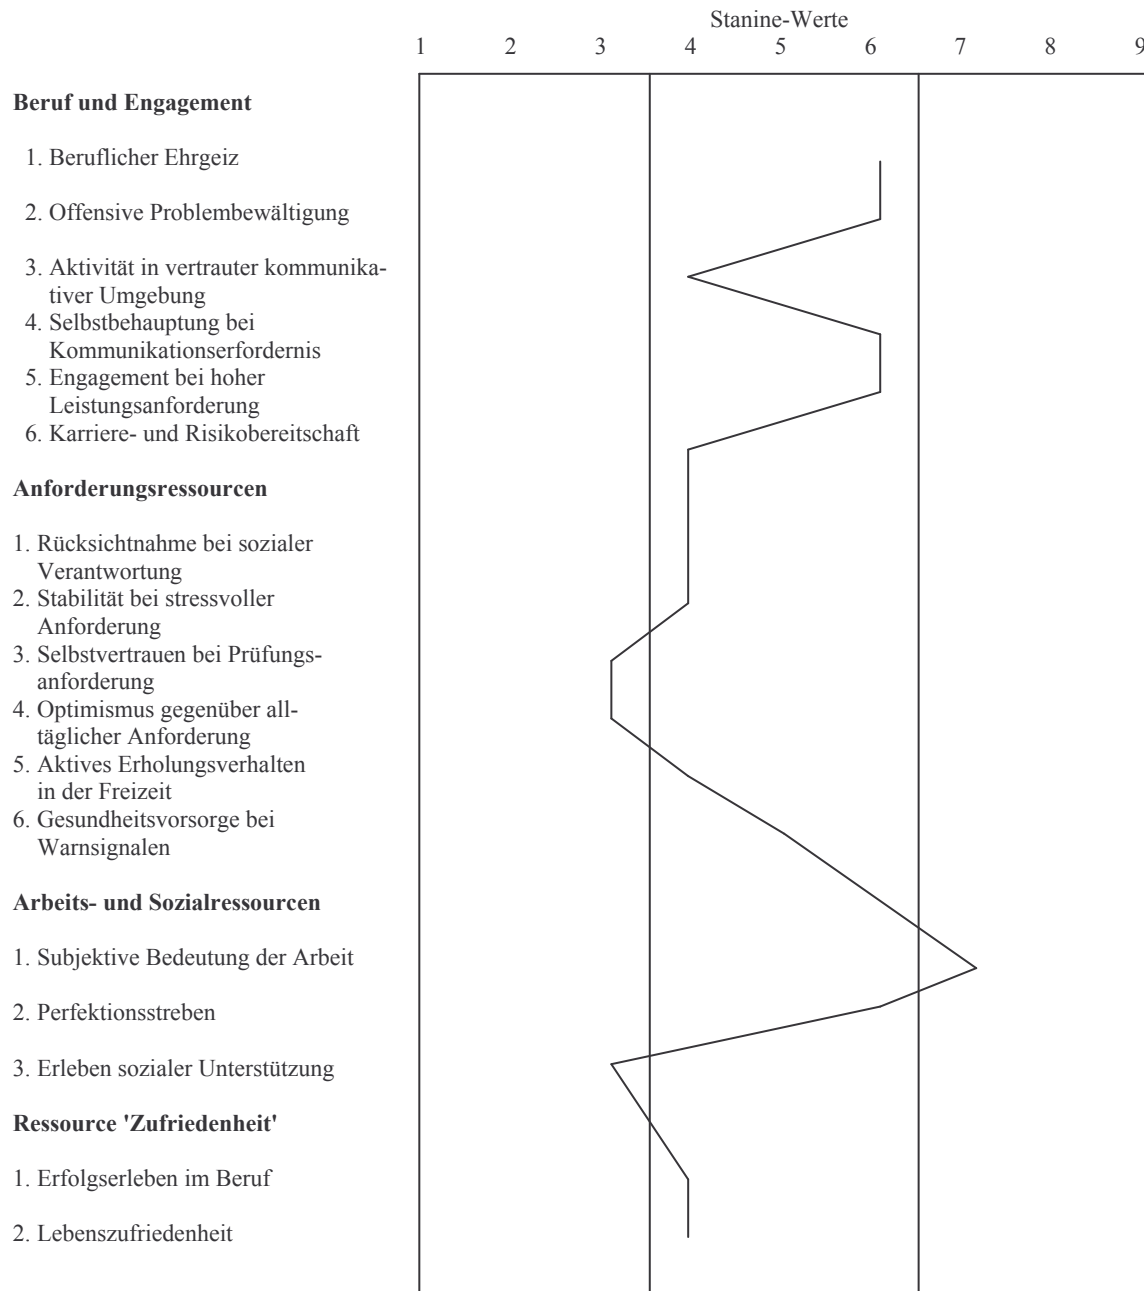 Stanine-Werte
1 2 3 4 5 6 7 8 9
Beruf und Engagement
1. Beruflicher Ehrgeiz
2. Offensive Problembewältigung
3. Aktivität in vertrauter kommunika-
tiver Umgebung
4. Selbstbehauptung bei
Kommunikationserfordernis
5. Engagement bei hoher
Leistungsanforderung
6. Karriere- und Risikobereitschaft
Anforderungsressourcen
1. Rücksichtnahme bei sozialer
Verantwortung
2. Stabilität bei stressvoller
Anforderung
3. Selbstvertrauen bei Prüfungs-
anforderung
4. Optimismus gegenüber all-
täglicher Anforderung
5. Aktives Erholungsverhalten
in der Freizeit
6. Gesundheitsvorsorge bei
Warnsignalen
Arbeits- und Sozialressourcen
1. Subjektive Bedeutung der Arbeit
2. Perfektionsstreben
3. Erleben sozialer Unterstützung
Ressource 'Zufriedenheit'
1. Erfolgserleben im Beruf
2. Lebenszufriedenheit